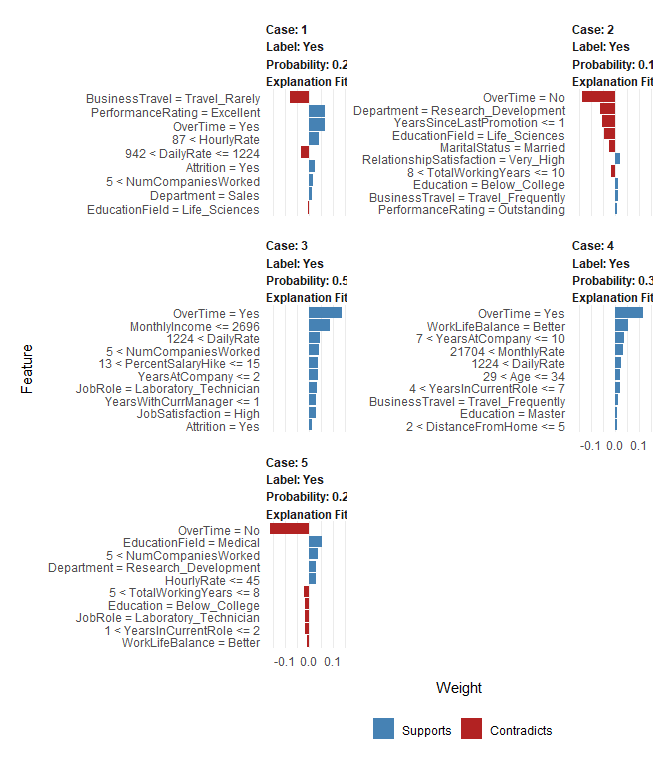 Case: 1
Label: Yes
Probability: 0.2
Explanation Fit
BusinessTravel = Travel_Rarely
PerformanceRating = Excellent
OverTime = Yes
87 < HourlyRate
942 < DailyRate <= 1224
Attrition = Yes
5 < NumCompaniesWorked
Department = Sales
EducationField = Life_Sciences
Case: 2
Label: Yes
Probability: 0.1
Explanation Fit
OverTime = No
Department = Research_Development
YearsSinceLastPromotion <= 1
EducationField = Life_Sciences
MaritalStatus = Married
RelationshipSatisfaction = Very_High
8 < TotalWorkingYears <= 10
Education = Below_College
BusinessTravel = Travel_Frequently
PerformanceRating = Outstanding
Case: 3
Label: Yes
Probability: 0.5
Explanation Fit
OverTime = Yes
MonthlyIncome <= 2696
1224 < DailyRate
5 < NumCompaniesWorked
13 < PercentSalaryHike <= 15
YearsAtCompany <= 2
JobRole = Laboratory_Technician
YearsWithCurrManager <= 1
JobSatisfaction = High
Attrition = Yes
Case: 4
Label: Yes
Probability: 0.3
Explanation Fit
OverTime = Yes
WorkLifeBalance = Better
7 < YearsAtCompany <= 10
21704 < MonthlyRate
1224 < DailyRate
29 < Age <= 34
4 < YearsInCurrentRole <= 7
BusinessTravel = Travel_Frequently
Education = Master
2 < DistanceFromHome <= 5
-0.1 0.0 0.1
Feature
Case: 5
Label: Yes
Probability: 0.2
Explanation Fit
OverTime = No
EducationField = Medical
5 < NumCompaniesWorked
Department = Research_Development
HourlyRate <= 45
5 < TotalWorkingYears <= 8
Education = Below_College
JobRole = Laboratory_Technician
1 < YearsInCurrentRole <= 2
WorkLifeBalance = Better
-0.1 0.0 0.1
Weight
Supports
Contradicts